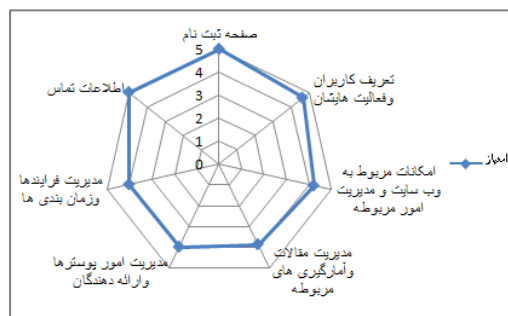 صفحه ثبت نام
5
4
3
2
1
0
تعریف کاربران
وفعالیت هایشان
امکانات مربوط به
وب سایت و مدیریت
امور مربوطه
مدیریت مقالات
وآمارگیری های
مربوطه
مدیریت امور پوسترها
وارائه دهندگان
مدیریت فرایندها
وزمان بندی ها
اطلاعات تماس
امتیاز